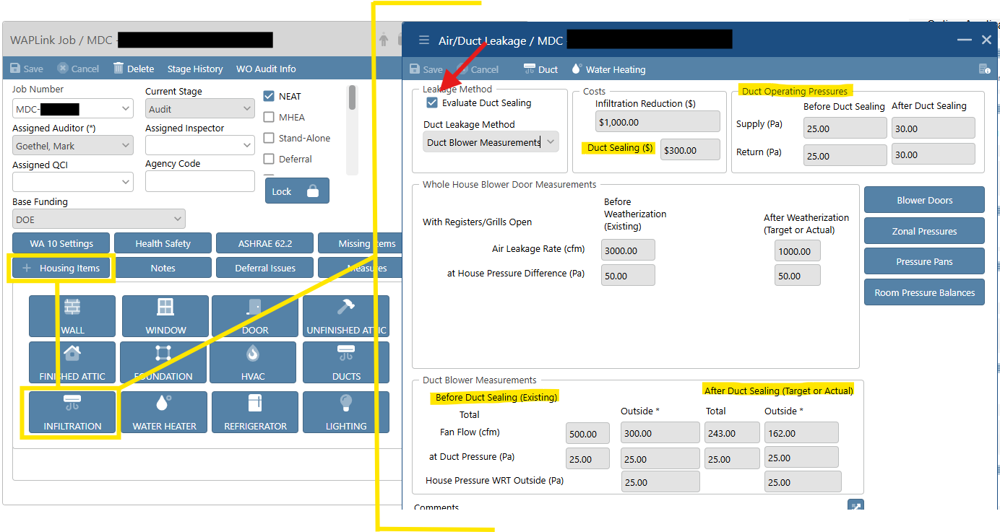 WAPLink Job / MDC -
Save
Cancel
Delete
Stage History
WO Audit Info
Job Number
MDC-
Current Stage
Audit
Assigned Auditor (*)
Goethel, Mark
Assigned Inspector
Assigned QCI
Agency Code
Base Funding
DOE
NEAT
MHEA
Stand-Alone
Deferral
Lock
WA 10 Settings
Health Safety
ASHRAE 62.2
Missing Items
+ Housing Items
Notes
Deferral Issues
Measures
WALL
WINDOW
DOOR
UNFINISHED ATTIC
FINISHED ATTIC
FOUNDATION
HVAC
DUCTS
INFILTRATION
WATER HEATER
REFRIGERATOR
LIGHTING
Air/Duct Leakage / MDC
Save
Cancel
Duct
Water Heating
Leakage Method
Evaluate Duct Sealing
Duct Leakage Method
Duct Blower Measurements
Costs
Infiltration Reduction ($)
$1,000.00
Duct Sealing ($)
$300.00
Duct Operating Pressures
Before Duct Sealing
After Duct Sealing
Supply (Pa)
25.00
30.00
Return (Pa)
25.00
30.00
Whole House Blower Door Measurements
With Registers/Grills Open
Before
Weatherization
(Existing)
After Weatherization
(Target or Actual)
Air Leakage Rate (cfm)
3000.00
1000.00
at House Pressure Difference (Pa)
50.00
50.00
Blower Doors
Zonal Pressures
Pressure Pans
Room Pressure Balances
Duct Blower Measurements
Before Duct Sealing (Existing)
After Duct Sealing (Target or Actual)
Total
Outside *
Total
Outside *
Fan Flow (cfm)
500.00
300.00
243.00
162.00
at Duct Pressure (Pa)
25.00
25.00
25.00
25.00
House Pressure WRT Outside (Pa)
25.00
25.00
Comments